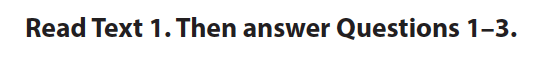 Read Text 1. Then answer Questions 1–3.